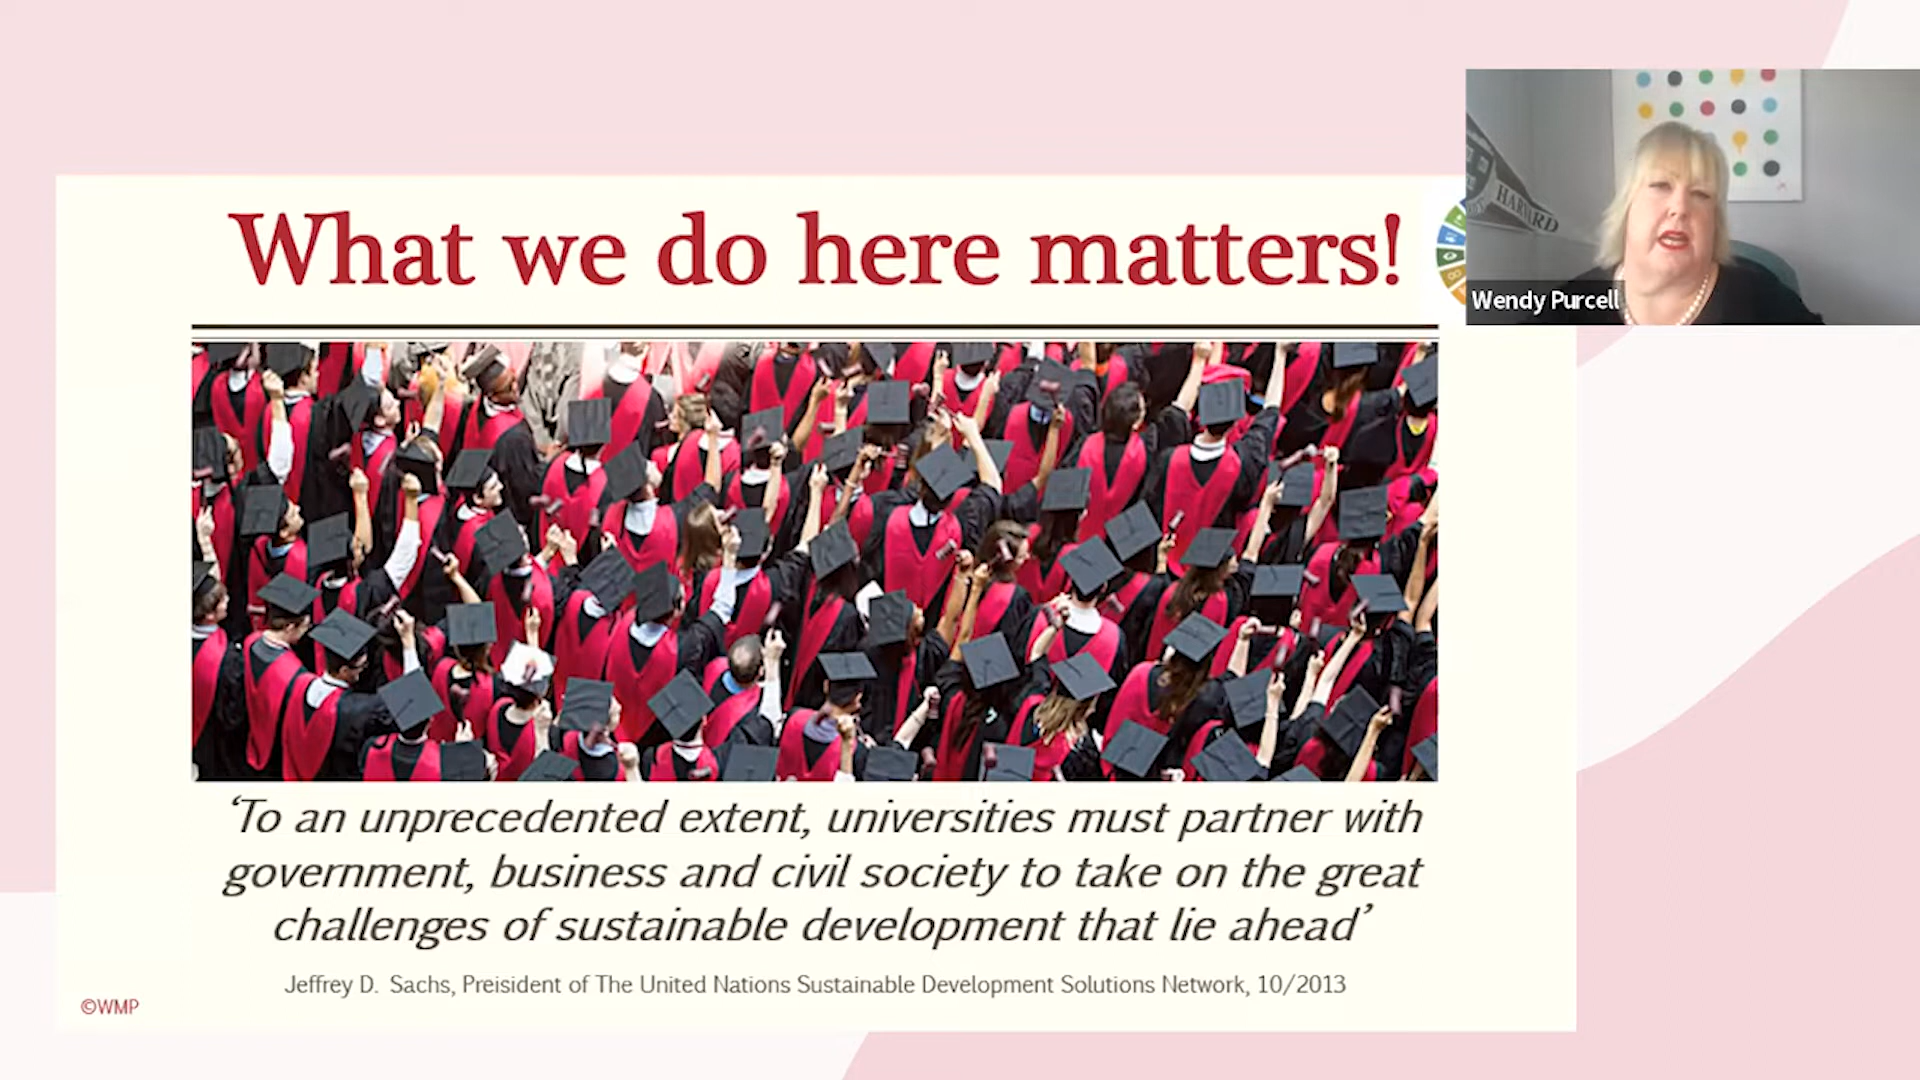 What we do here matters!
HARVARD
Wendy Purcell
‘To an unprecedented extent, universities must partner with
government, business and civil society to take on the great
challenges of sustainable development that lie ahead’
Jeffrey D. Sachs, Preisident of The United Nations Sustainable Development Solutions Network, 10/2013
©WMP